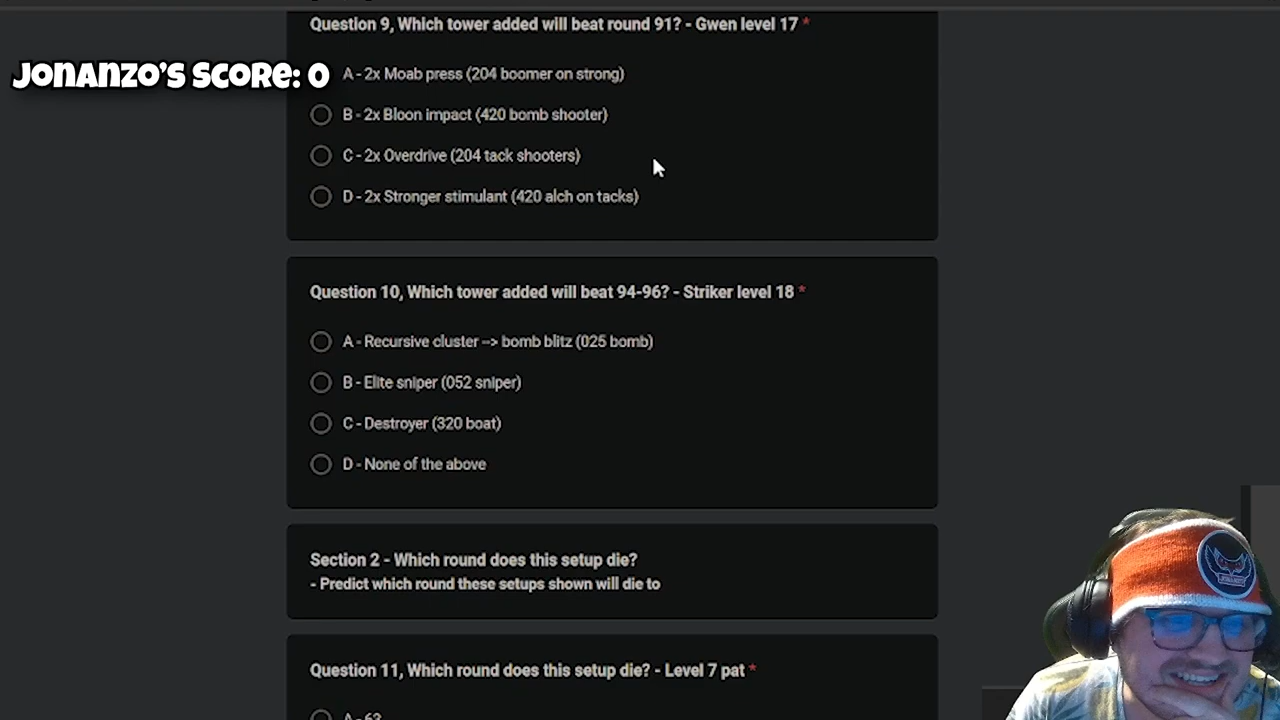 Question 9, Which tower added will beat round 91? - Gwen level 17 *
JONANZO'S SCORE: 0
A - 2x Moab press (204 boomer on strong)
B - 2x Bloon impact (420 bomb shooter)
C - 2x Overdrive (204 tack shooters)
D - 2x Stronger stimulant (420 alch on tacks)
Question 10, Which tower added will beat 94-96? - Striker level 18 *
A - Recursive cluster --> bomb blitz (025 bomb)
B - Elite sniper (052 sniper)
C - Destroyer (320 boat)
D - None of the above
Section 2 - Which round does this setup die?
- Predict which round these setups shown will die to
Question 11, Which round does this setup die? - Level 7 pat *
A - 63
JONANZO